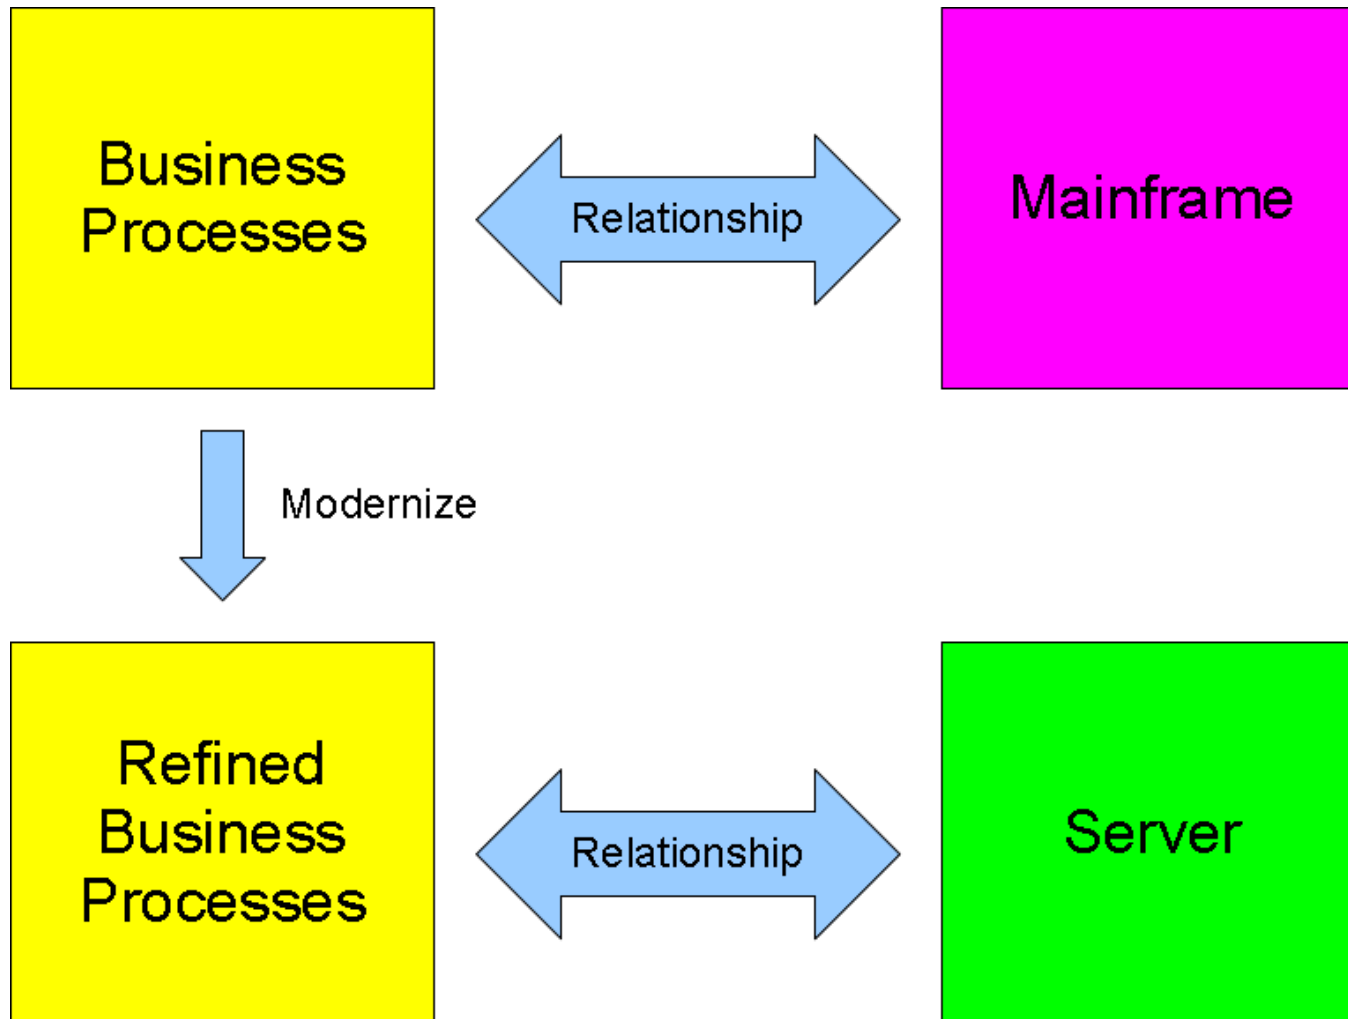 Business
Processes
Relationship
Mainframe
Modernize
Refined
Business
Processes
Relationship
Server